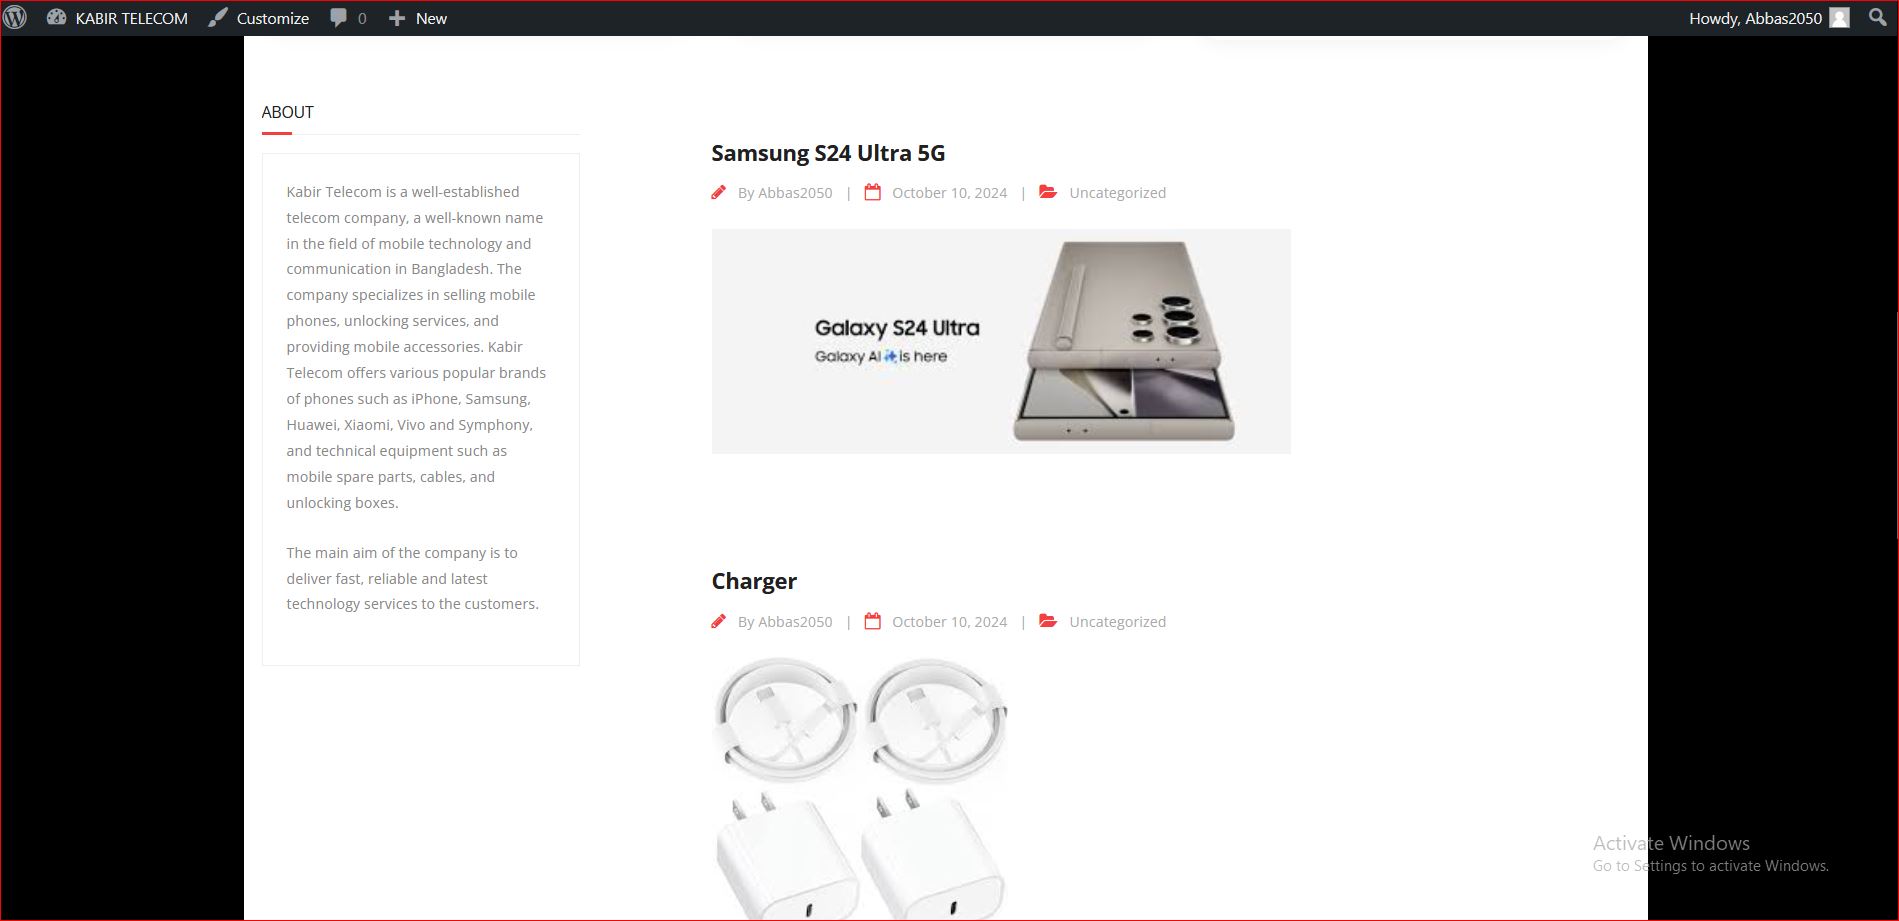 KABIR TELECOM Customize 0 New Howdy, Abbas2050
ABOUT
Kabir Telecom is a well-established
telecom company, a well-known name
in the field of mobile technology and
communication in Bangladesh. The
company specializes in selling mobile
phones, unlocking services, and
providing mobile accessories. Kabir
Telecom offers various popular brands
of phones such as iPhone, Samsung,
Huawei, Xiaomi, Vivo and Symphony,
and technical equipment such as
mobile spare parts, cables, and
unlocking boxes.
The main aim of the company is to
deliver fast, reliable and latest
technology services to the customers.
Samsung S24 Ultra 5G
By Abbas2050 | October 10, 2024 | Uncategorized
Galaxy S24 Ultra
Galaxy AI is here
Charger
By Abbas2050 | October 10, 2024 | Uncategorized
Activate Windows
Go to Settings to activate Windows.